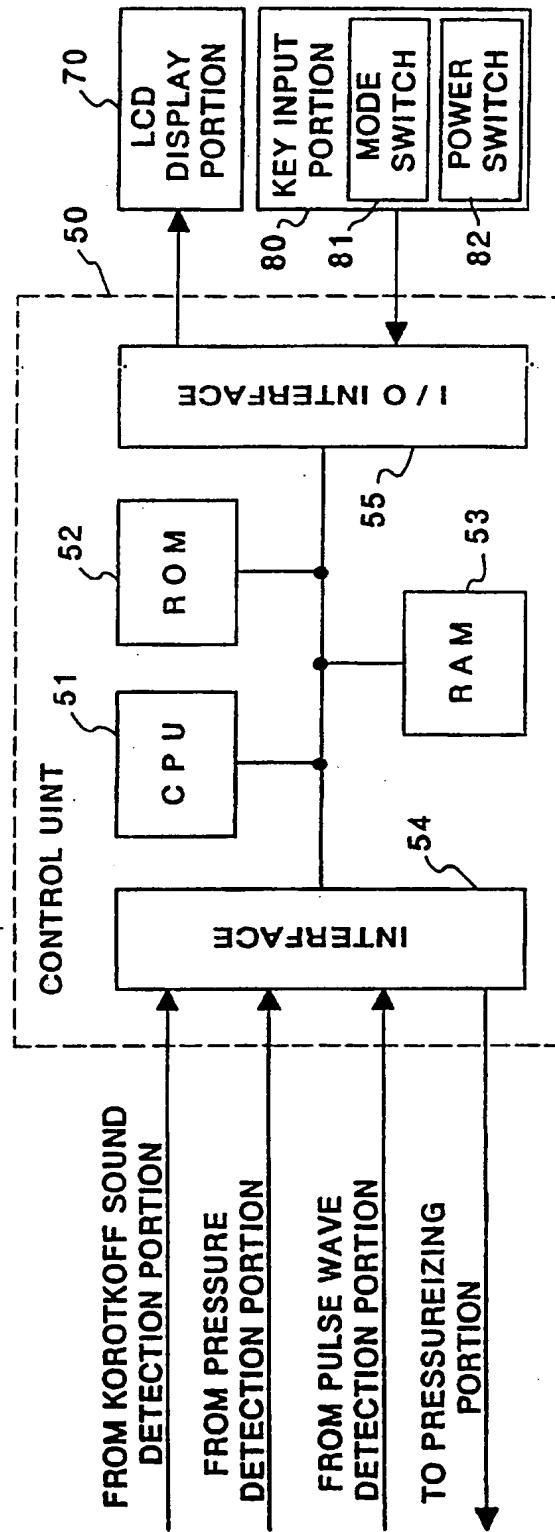 FROM KOROTKOFF SOUND
DETECTION PORTION
FROM PRESSURE
DETECTION PORTION
FROM PULSE WAVE
DETECTION PORTION
TO PRESSUREIZING
PORTION
CONTROL UINT
50
INTERFACE
54
CPU
51
ROM
52
RAM
53
I/O INTERFACE
55
LCD
DISPLAY
PORTION
70
KEY INPUT
PORTION
80
MODE
SWITCH
81
POWER
SWITCH
82